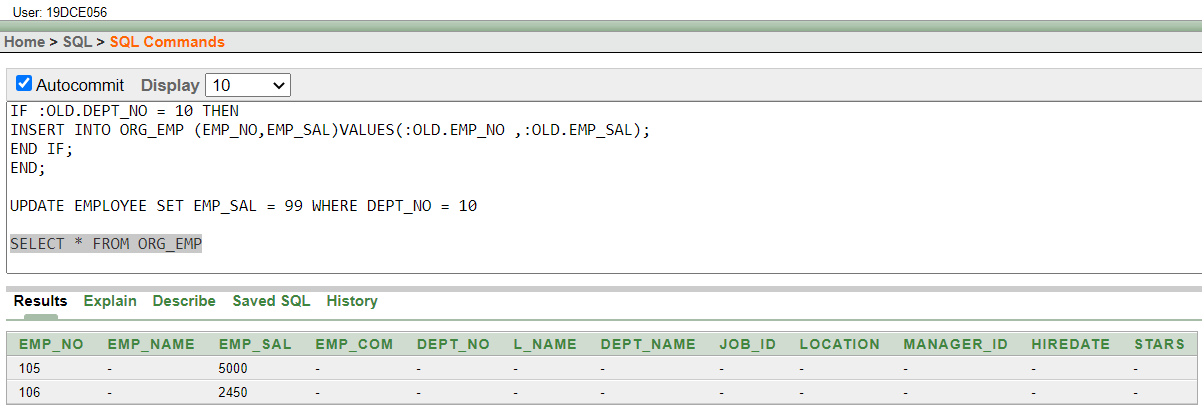 User: 19DCE056
Home > SQL > SQL Commands
Autocommit Display 10
IF :OLD.DEPT_NO = 10 THEN
INSERT INTO ORG_EMP (EMP_NO,EMP_SAL)VALUES(:OLD.EMP_NO ,:OLD.EMP_SAL);
END IF;
END;
UPDATE EMPLOYEE SET EMP_SAL = 99 WHERE DEPT_NO = 10
SELECT * FROM ORG_EMP
Results Explain Describe Saved SQL History
EMP_NO EMP_NAME EMP_SAL EMP_COM DEPT_NO L_NAME DEPT_NAME JOB_ID LOCATION MANAGER_ID HIREDATE STARS
105 - 5000 - - - - - - - - -
106 - 2450 - - - - - - - - -